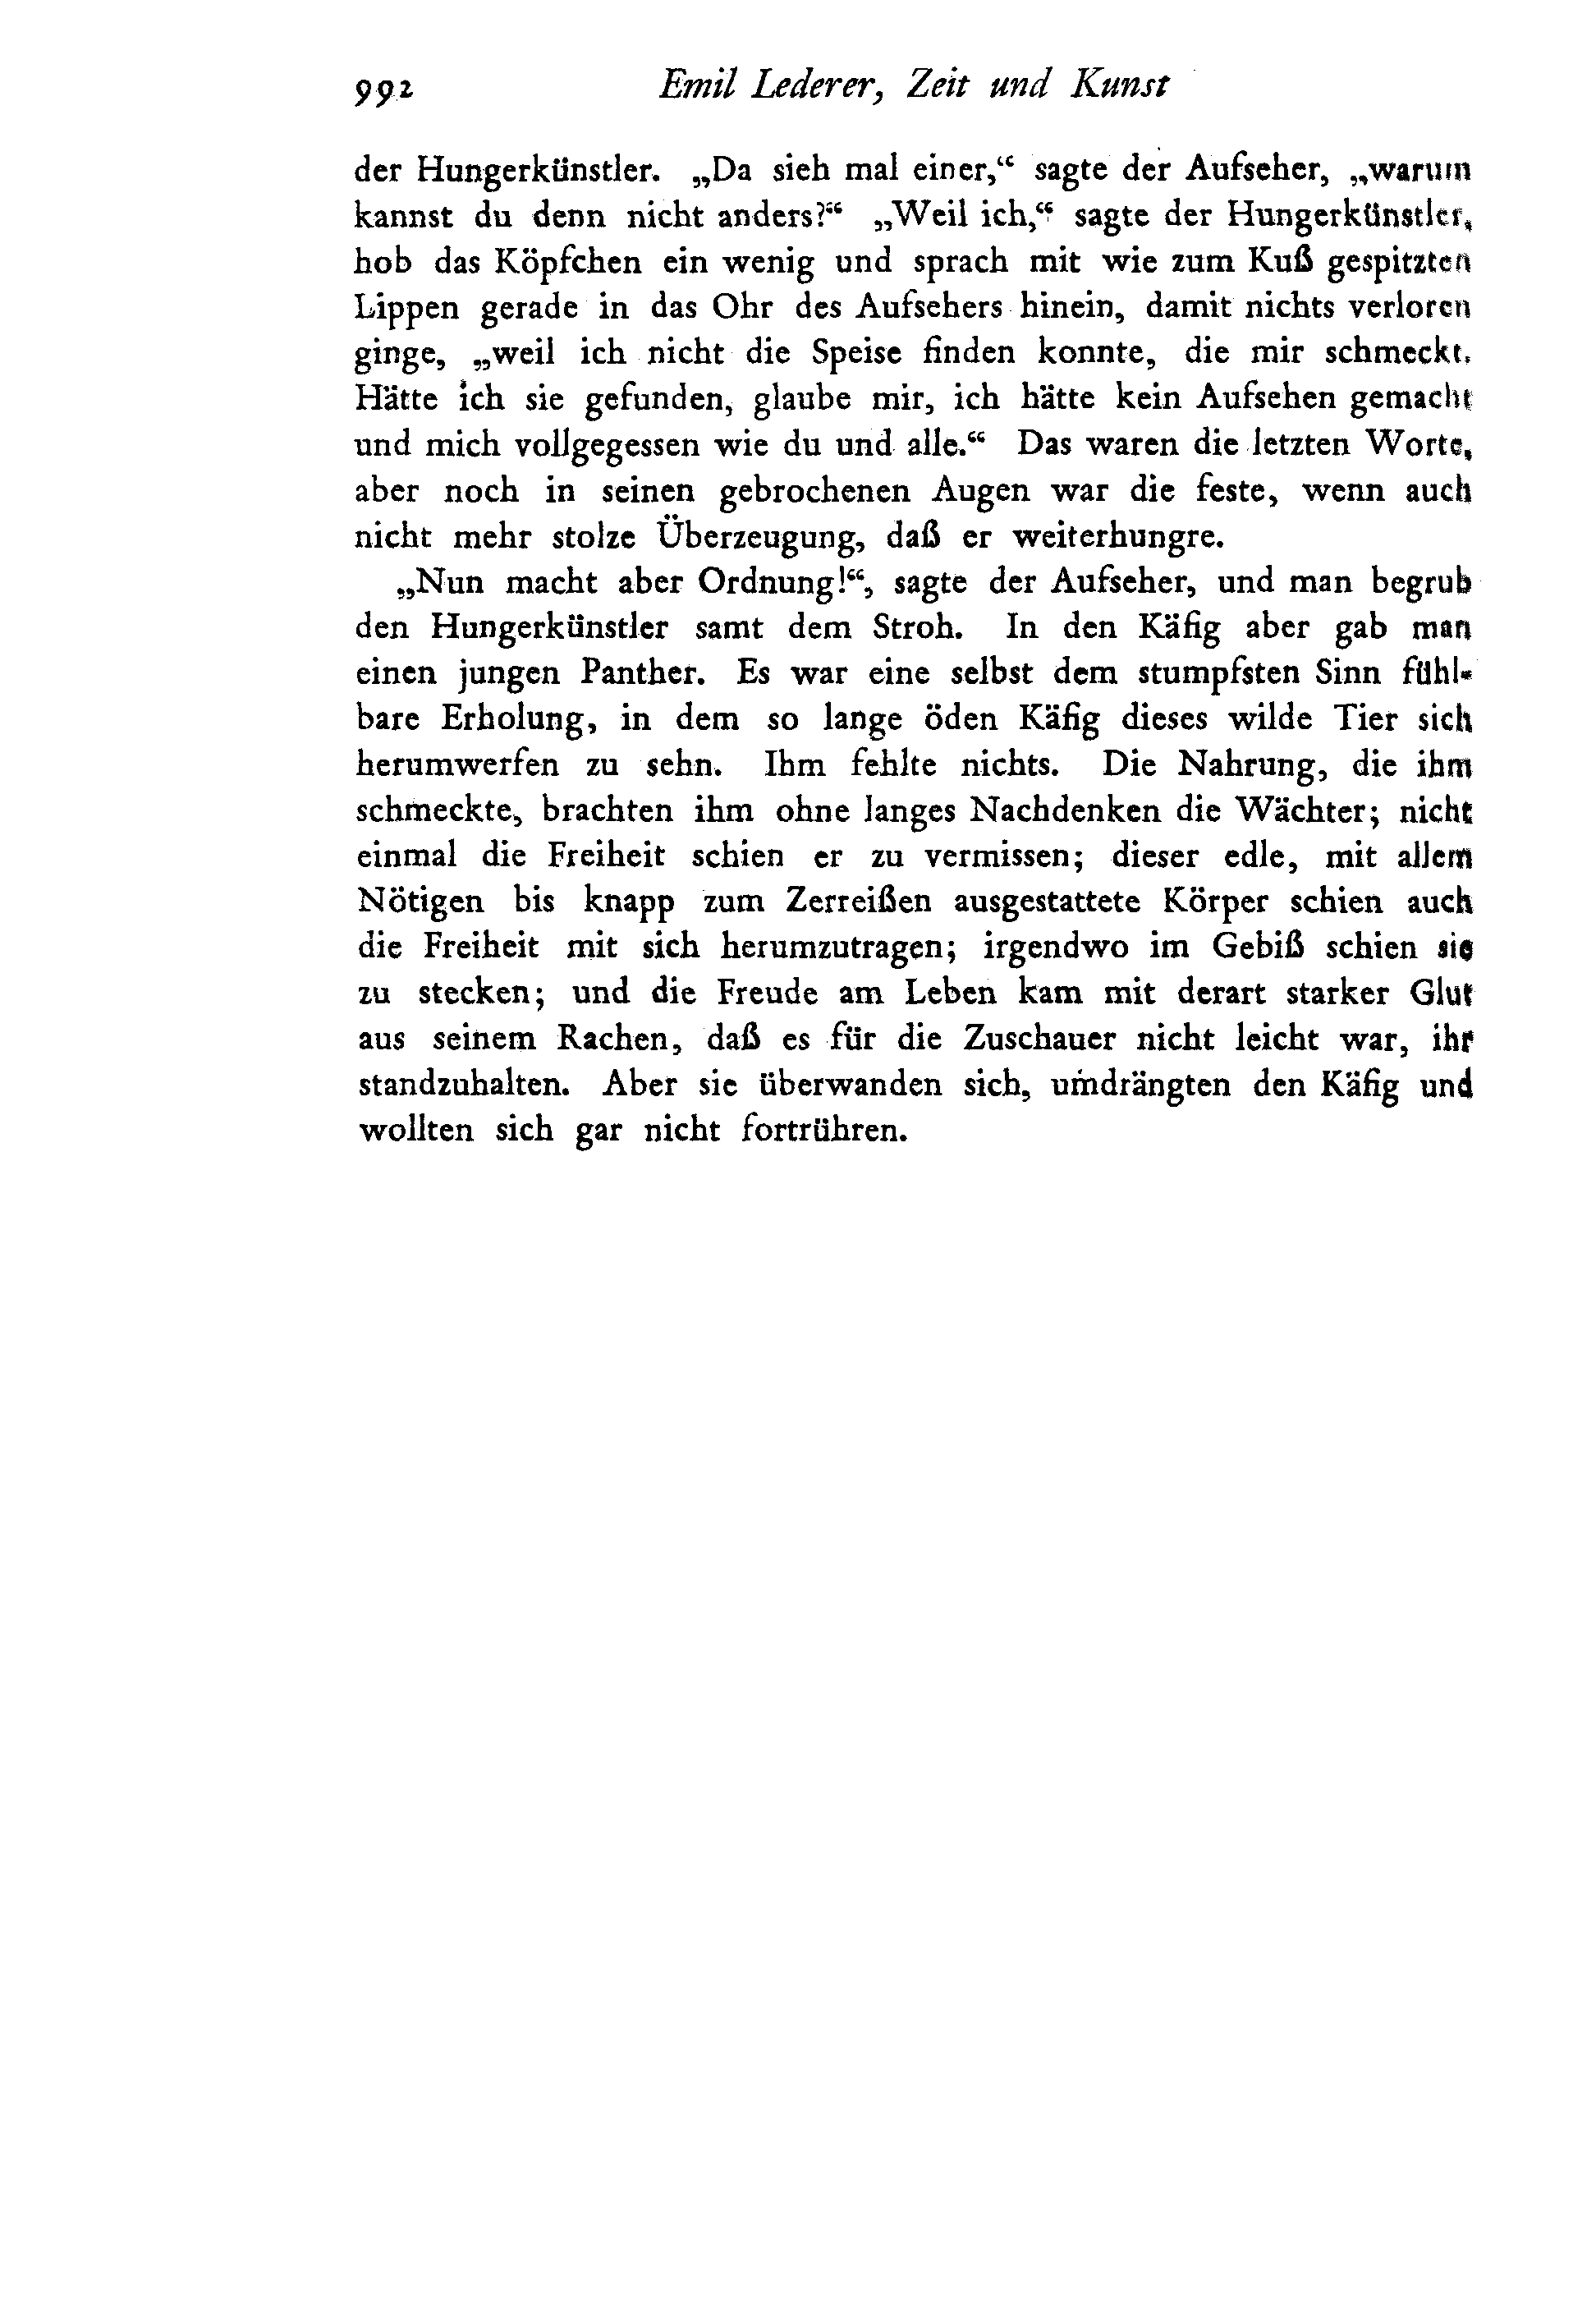 992 Emil Lederer, Zeit und Kunst
der Hungerkünstler. „Da sieh mal einer,“ sagte der Aufseher, „warum
kannst du denn nicht anders?“ „Weil ich,“ sagte der Hungerkünstler,
hob das Köpfchen ein wenig und sprach mit wie zum Kuß gespitzten
Lippen gerade in das Ohr des Aufsehers hinein, damit nichts verloren
ginge, „weil ich nicht die Speise finden konnte, die mir schmeckt.
Hätte ich sie gefunden, glaube mir, ich hätte kein Aufsehen gemacht
und mich vollgegessen wie du und alle.“ Das waren die letzten Worte,
aber noch in seinen gebrochenen Augen war die feste, wenn auch
nicht mehr stolze Überzeugung, daß er weiterhungre.
„Nun macht aber Ordnung!“, sagte der Aufseher, und man begrub
den Hungerkünstler samt dem Stroh. In den Käfig aber gab man
einen jungen Panther. Es war eine selbst dem stumpfsten Sinn fühl-
bare Erholung, in dem so lange öden Käfig dieses wilde Tier sich
herumwerfen zu sehn. Ihm fehlte nichts. Die Nahrung, die ihm
schmeckte, brachten ihm ohne langes Nachdenken die Wächter; nicht
einmal die Freiheit schien er zu vermissen; dieser edle, mit allem
Nötigen bis knapp zum Zerreißen ausgestattete Körper schien auch
die Freiheit mit sich herumzutragen; irgendwo im Gebiß schien sie
zu stecken; und die Freude am Leben kam mit derart starker Glut
aus seinem Rachen, daß es für die Zuschauer nicht leicht war, ihr
standzuhalten. Aber sie überwanden sich, umdrängten den Käfig und
wollten sich gar nicht fortrühren.